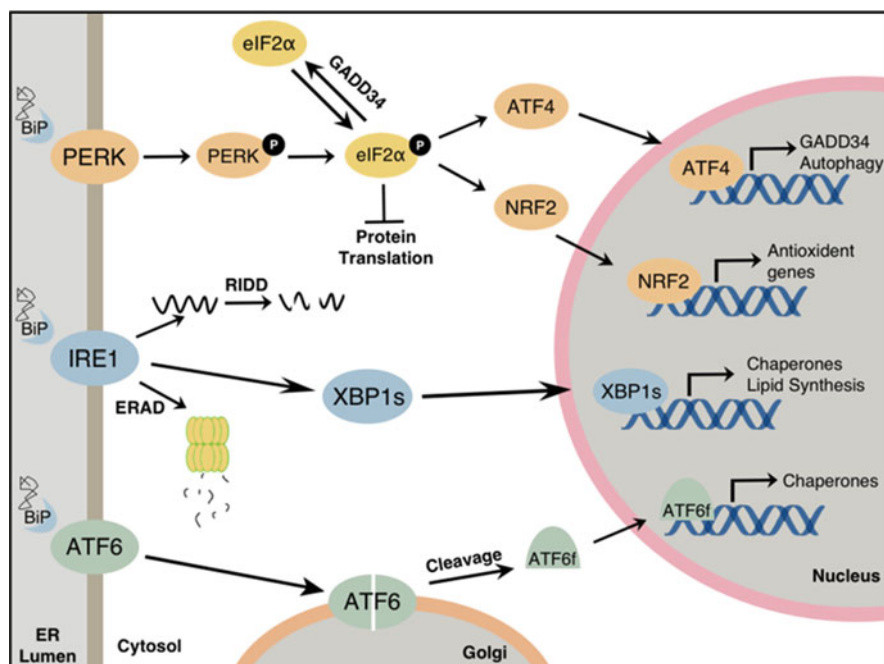 eIF2α
GADD34
BiP
PERK
PERK
P
eIF2α
P
ATF4
ATF4
GADD34
Autophagy
Protein
Translation
NRF2
NRF2
Antioxident
genes
BiP
IRE1
RIDD
ERAD
XBP1s
XBP1s
Chaperones
Lipid Synthesis
BiP
ATF6
ATF6
Cleavage
ATF6f
ATF6f
Chaperones
Nucleus
ER
Lumen
Cytosol
Golgi